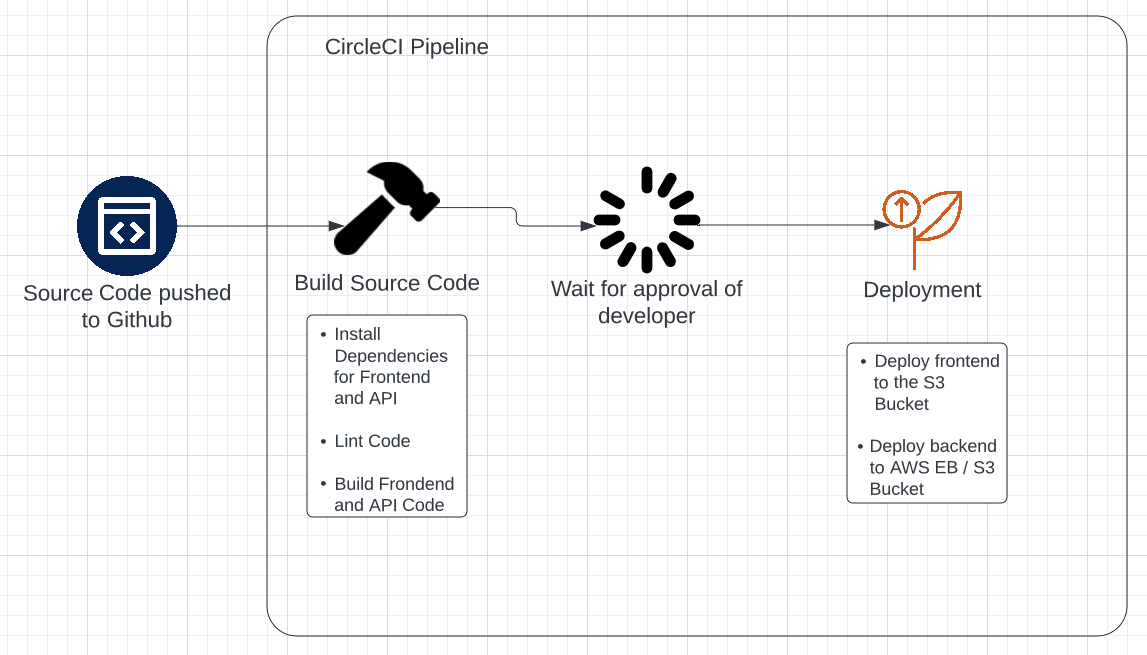 CircleCI Pipeline
Source Code pushed
to Github
Build Source Code
• Install
Dependencies
for Frontend
and API
• Lint Code
• Build Frondend
and API Code
Wait for approval of
developer
Deployment
• Deploy frontend
to the S3
Bucket
• Deploy backend
to AWS EB / S3
Bucket